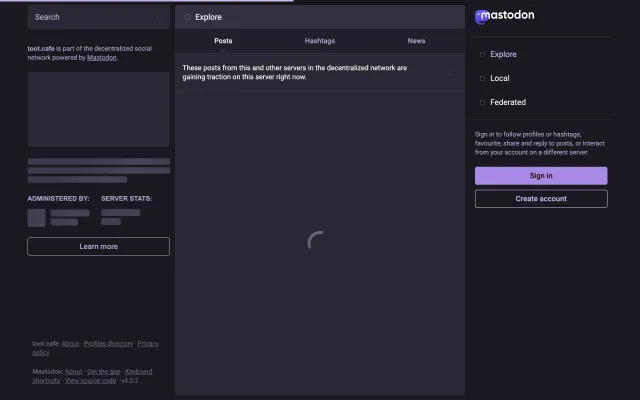 Search
toot.cafe is part of the decentralized social
network powered by Mastodon.
ADMINISTERED BY:
SERVER STATS:
Learn more
toot.cafe: About · Profiles directory · Privacy
policy
Mastodon: About · Get the app · Keyboard
shortcuts · View source code · v4.0.2
Explore
Posts
Hashtags
News
These posts from this and other servers in the decentralized network are
gaining traction on this server right now.
mastodon
Explore
Local
Federated
Sign in to follow profiles or hashtags,
favourite, share and reply to posts, or interact
from your account on a different server.
Sign in
Create account